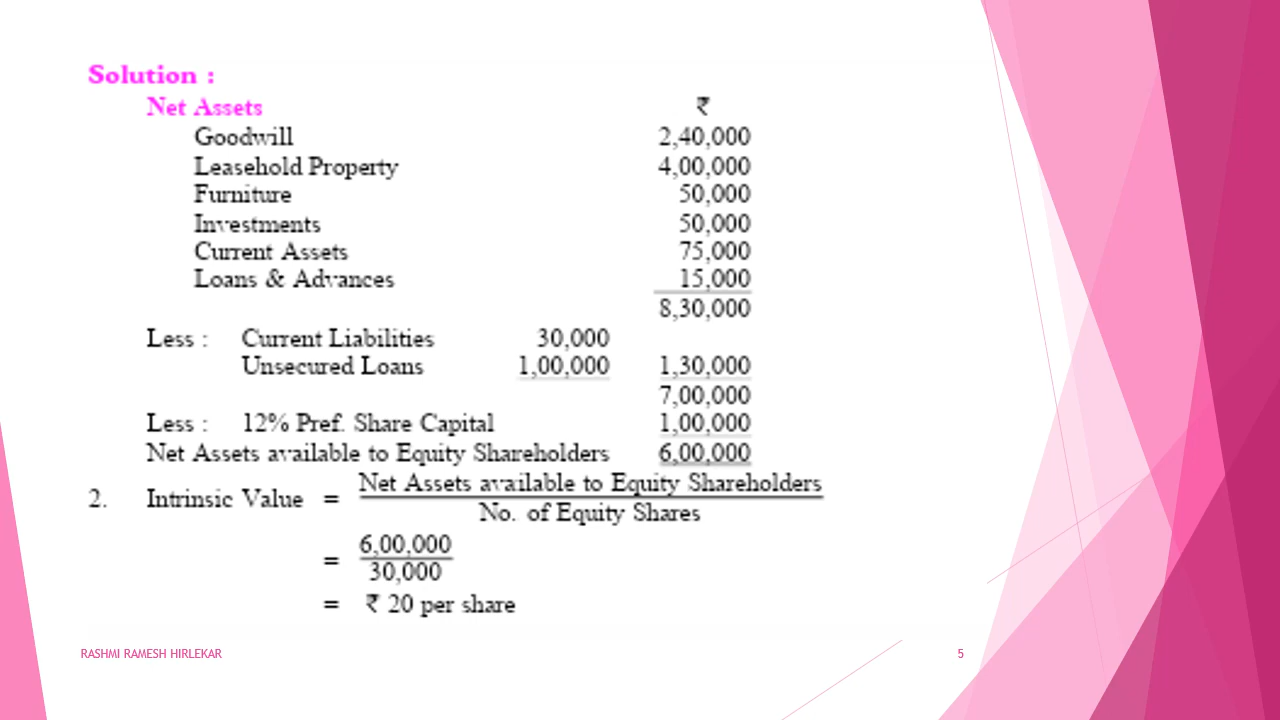 Solution :
Net Assets ₹
Goodwill 2,40,000
Leasehold Property 4,00,000
Furniture 50,000
Investments 50,000
Current Assets 75,000
Loans & Advances 15,000
8,30,000
Less : Current Liabilities 30,000
Unsecured Loans 1,00,000 1,30,000
7,00,000
Less : 12% Pref. Share Capital 1,00,000
Net Assets available to Equity Shareholders 6,00,000
2. Intrinsic Value = Net Assets available to Equity Shareholders
No. of Equity Shares
= 6,00,000
30,000
= ₹ 20 per share
RASHMI RAMESH HIRLEKAR 5